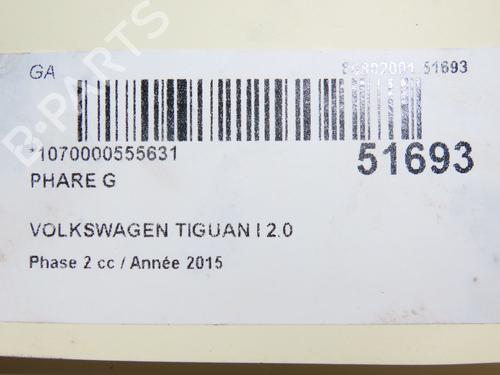 GA
51693
*1070000555631
51693
PHARE G
VOLKSWAGEN TIGUAN I 2.0
Phase 2 cc / Année 2015
B-PARTS